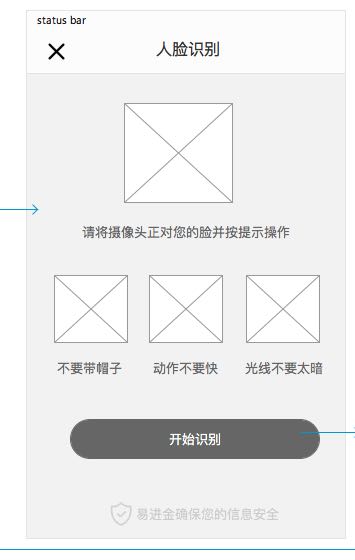 status bar
人脸识别
请将摄像头正对您的脸并按提示操作
不要带帽子 动作不要快 光线不要太暗
开始识别
易进金确保您的信息安全